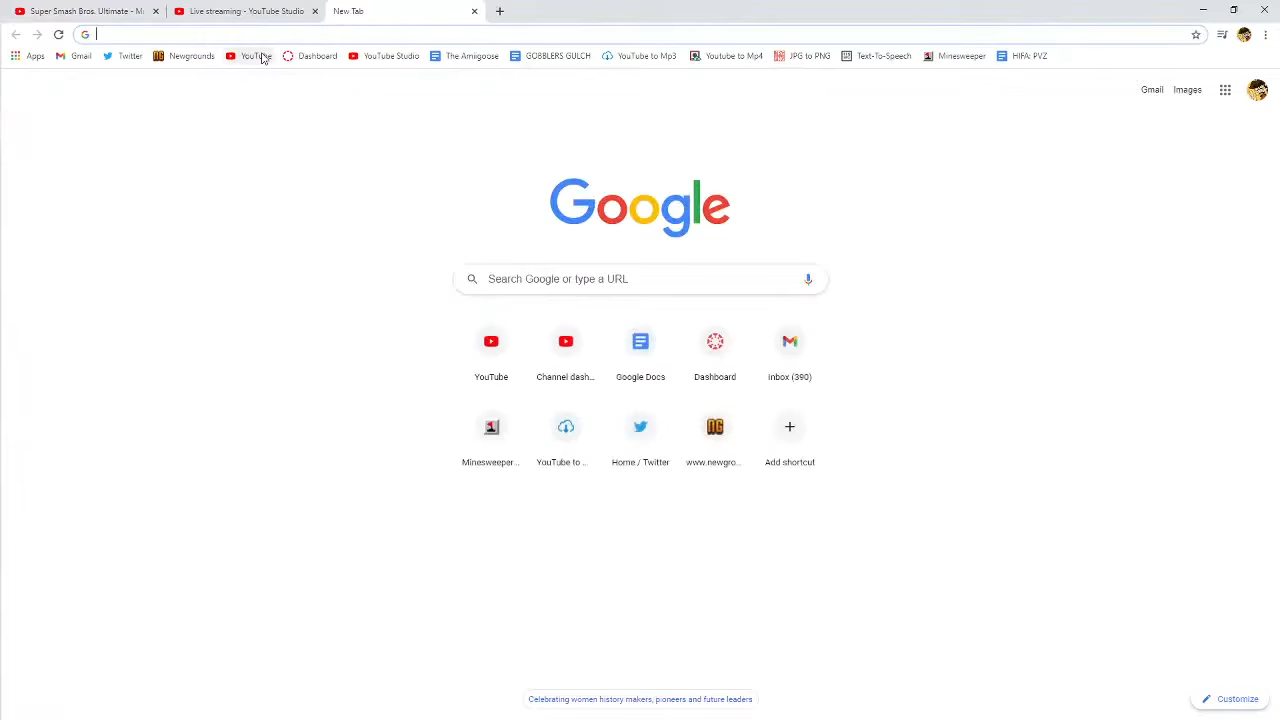 Super Smash Bros. Ultimate - M
Live streaming - YouTube Studio
New Tab
Apps
Gmail
Twitter
Newgrounds
YouTube
Dashboard
YouTube Studio
The Amiigoose
GOBBLERS GULCH
YouTube to Mp3
Youtube to Mp4
JPG to PNG
Text-To-Speech
Minesweeper
HIFA: PVZ
Gmail
Images
Google
Search Google or type a URL
YouTube
Channel dash...
Google Docs
Dashboard
Inbox (390)
Minesweeper...
YouTube to ...
Home / Twitter
www.newgro...
Add shortcut
Celebrating women history makers, pioneers and future leaders
Customize